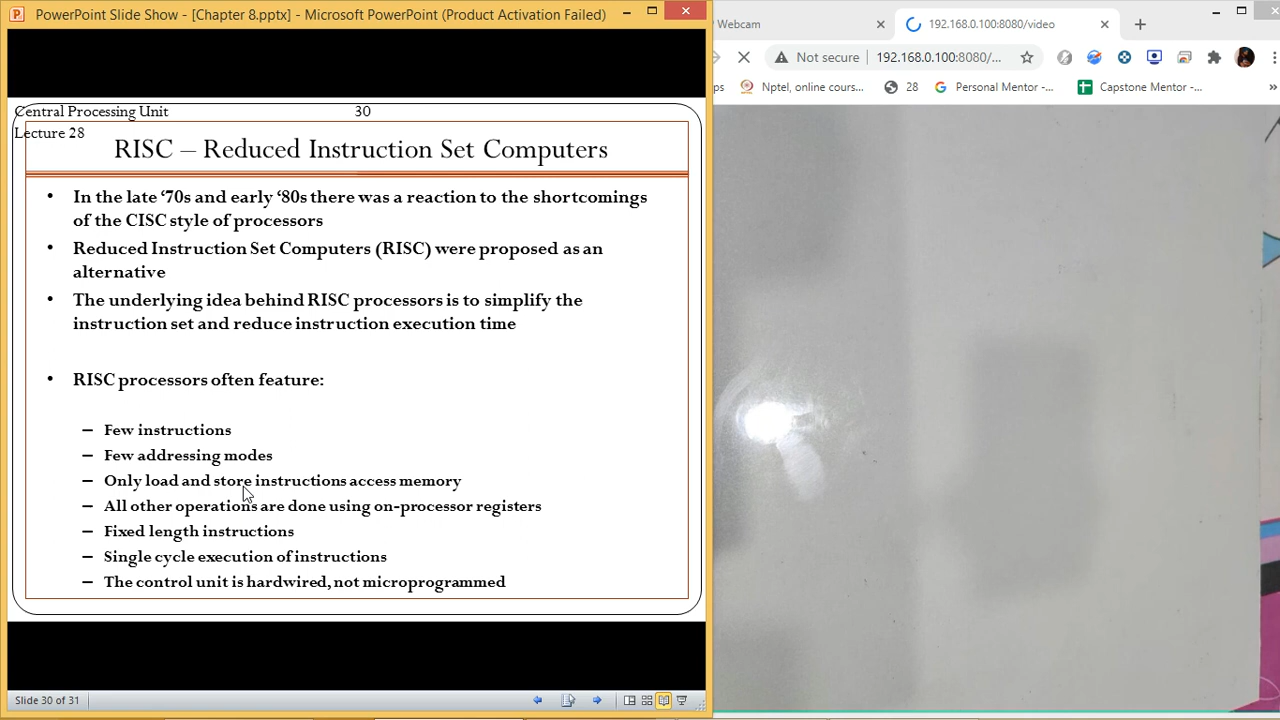 PowerPoint Slide Show - [Chapter 8.pptx] - Microsoft PowerPoint (Product Activation Failed)
Central Processing Unit 30
Lecture 28
RISC – Reduced Instruction Set Computers
• In the late ‘70s and early ‘80s there was a reaction to the shortcomings
of the CISC style of processors
• Reduced Instruction Set Computers (RISC) were proposed as an
alternative
• The underlying idea behind RISC processors is to simplify the
instruction set and reduce instruction execution time
• RISC processors often feature:
– Few instructions
– Few addressing modes
– Only load and store instructions access memory
– All other operations are done using on-processor registers
– Fixed length instructions
– Single cycle execution of instructions
– The control unit is hardwired, not microprogrammed
Slide 30 of 31
Webcam 192.168.0.100:8080/video
Not secure 192.168.0.100:8080/...
ps Nptel, online cours... 28 Personal Mentor -... Capstone Mentor -... »